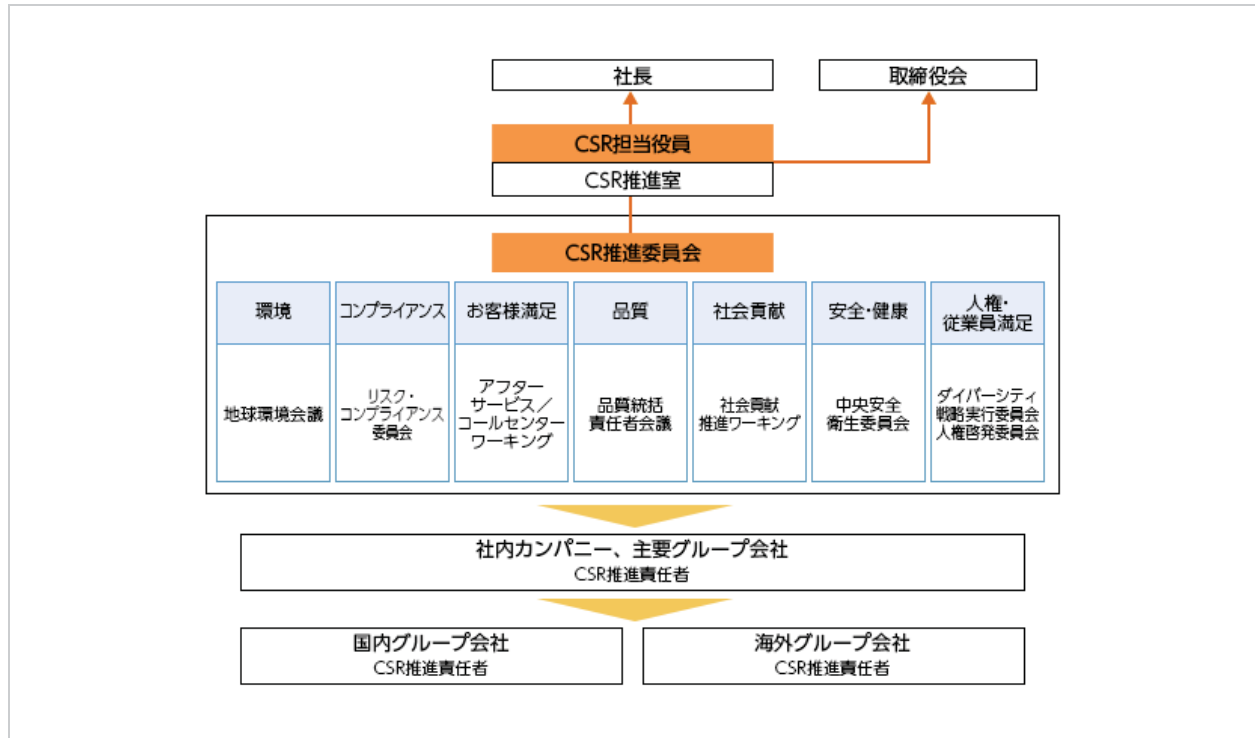 社長
取締役会
CSR担当役員
CSR推進室
CSR推進委員会
環境
コンプライアンス
お客様満足
品質
社会貢献
安全・健康
人権・
従業員満足
地球環境会議
リスク・
コンプライアンス
委員会
アフター
サービス／
コールセンター
ワーキング
品質統括
責任者会議
社会貢献
推進ワーキング
中央安全
衛生委員会
ダイバーシティ
戦略実行委員会
人権啓発委員会
社内カンパニー、主要グループ会社
CSR推進責任者
国内グループ会社
CSR推進責任者
海外グループ会社
CSR推進責任者